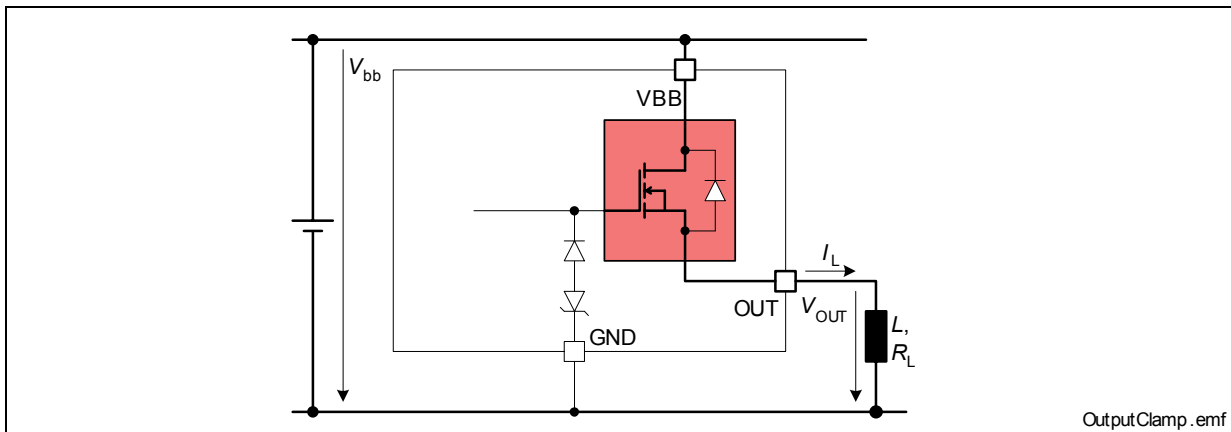 Vbb
VBB
IL
OUT
VOUT
GND
L,
RL
OutputClamp.emf